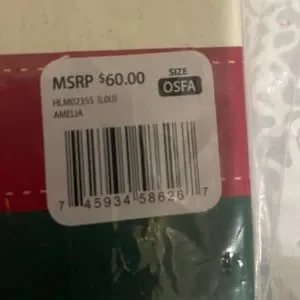 MSRP $60.00
SIZE
OSFA
HLM02355 (LOU)
AMELIA
7 45934 58626 7